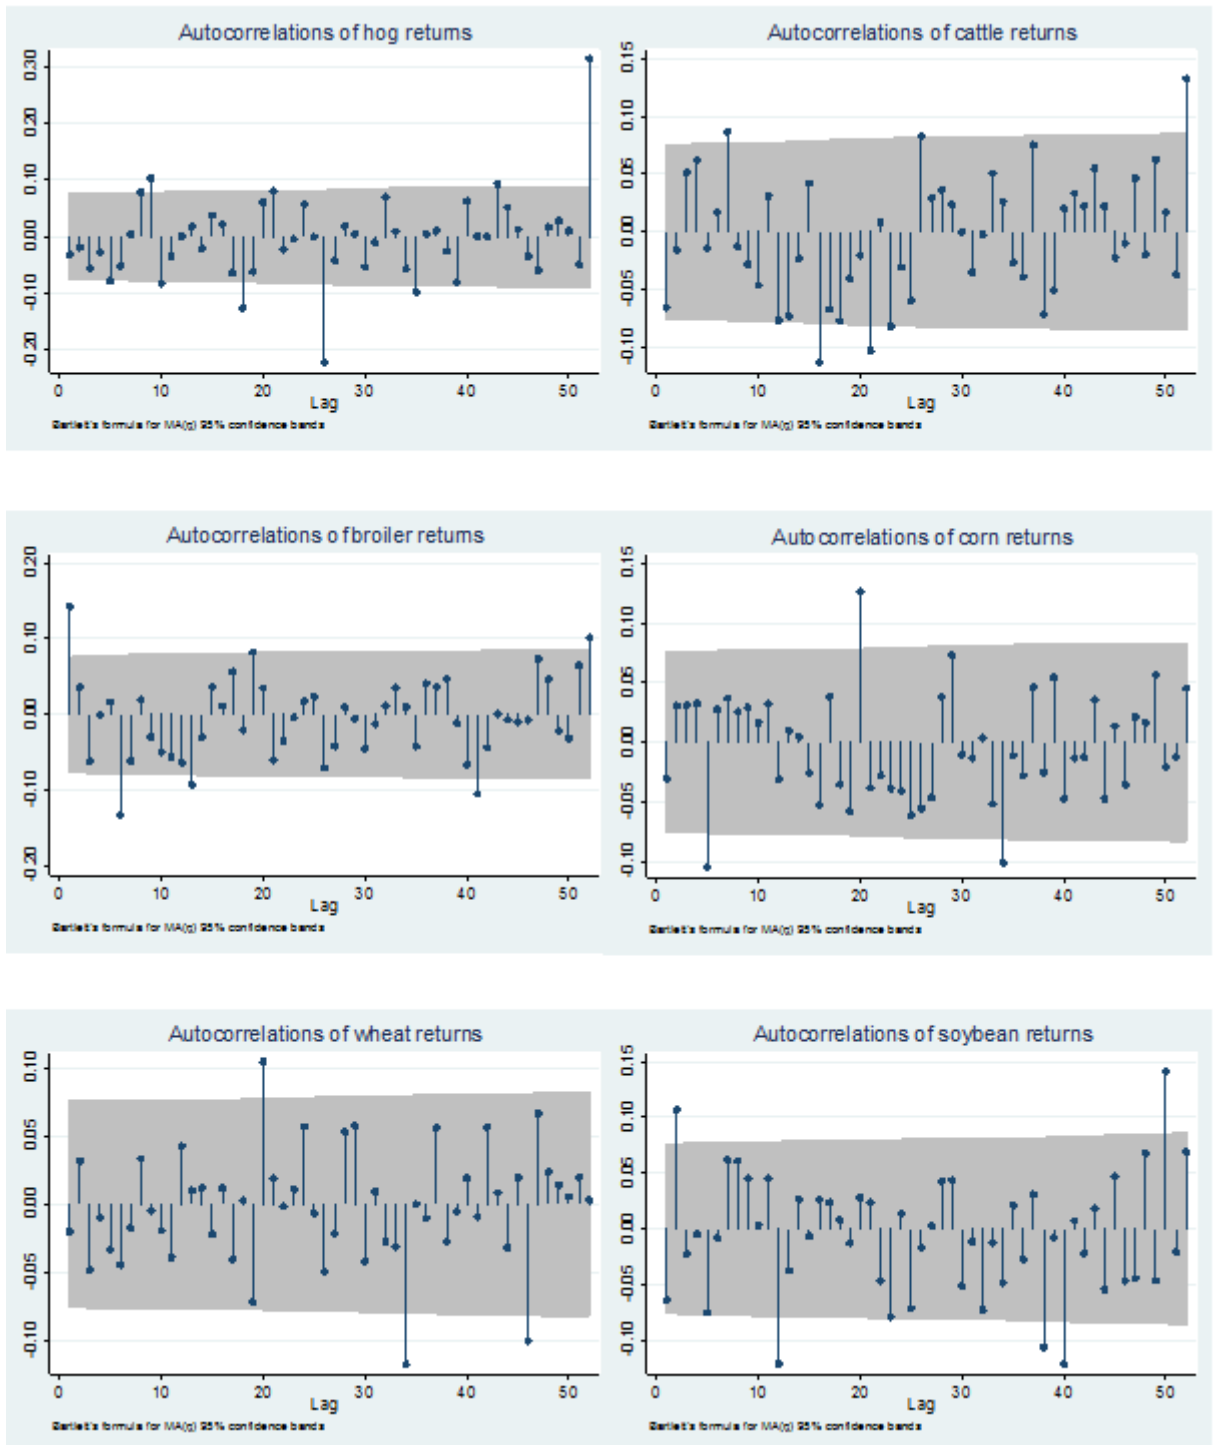 Autocorrelations of hog returns
0.30
0.20
0.10
0.00
-0.10
-0.20
0 10 20 30 40 50
Lag
Bartlett's formula for MA(q) 95% confidence bands
Autocorrelations of cattle returns
0.15
0.10
0.05
0.00
-0.05
-0.10
0 10 20 30 40 50
Lag
Bartlett's formula for MA(q) 95% confidence bands
Autocorrelations of broiler returns
0.20
0.10
0.00
-0.10
-0.20
0 10 20 30 40 50
Lag
Bartlett's formula for MA(q) 95% confidence bands
Autocorrelations of corn returns
0.15
0.10
0.05
0.00
-0.05
-0.10
0 10 20 30 40 50
Lag
Bartlett's formula for MA(q) 95% confidence bands
Autocorrelations of wheat returns
0.10
0.05
0.00
-0.05
-0.10
0 10 20 30 40 50
Lag
Bartlett's formula for MA(q) 95% confidence bands
Autocorrelations of soybean returns
0.15
0.10
0.05
0.00
-0.05
-0.10
0 10 20 30 40 50
Lag
Bartlett's formula for MA(q) 95% confidence bands